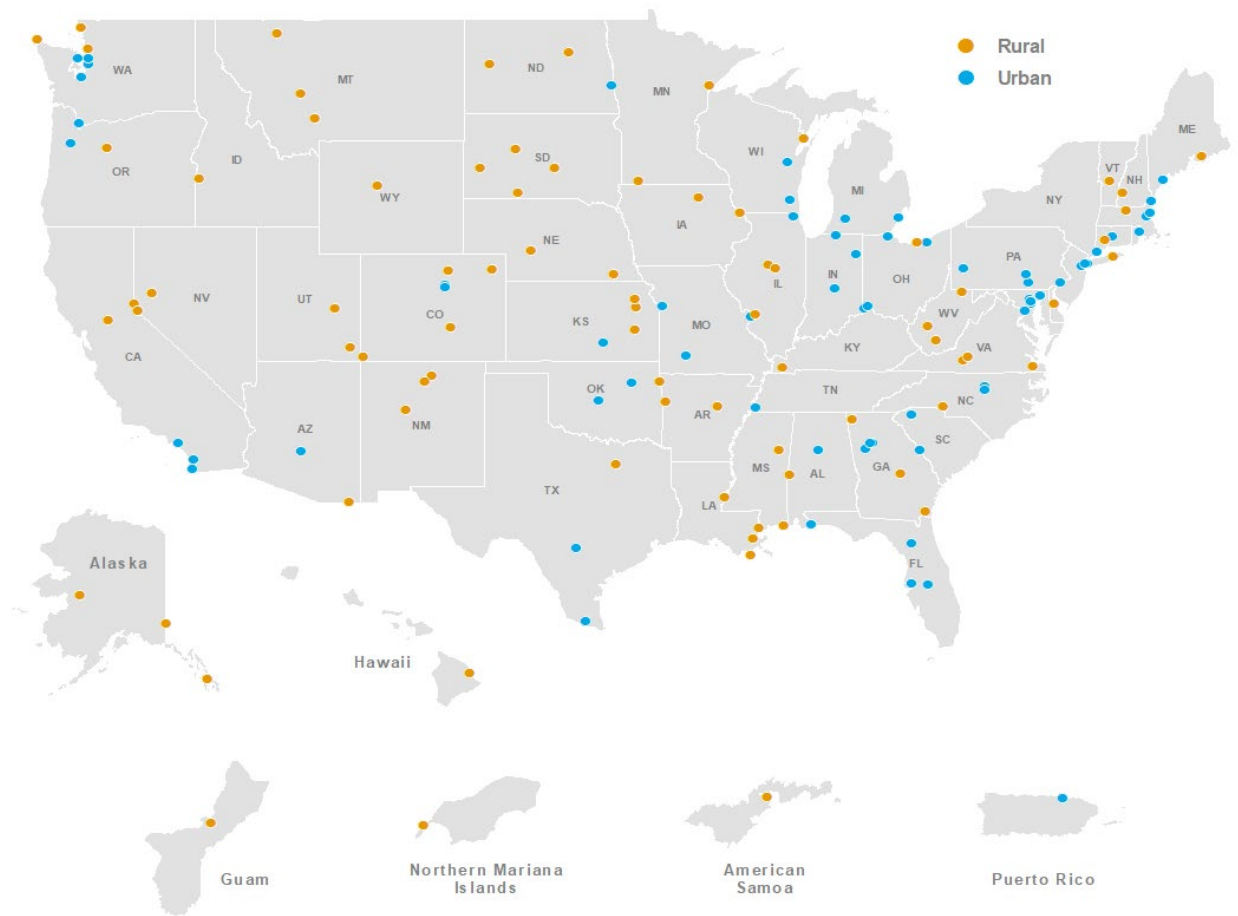 Rural
Urban
WA
MT
ND
MN
ME
OR
ID
SD
WI
VT
NH
WY
MI
NY
IA
NE
PA
NV
UT
CO
IL
IN
OH
KS
MO
WV
VA
CA
KY
OK
TN
NC
AZ
NM
AR
SC
TX
MS
AL
GA
LA
FL
Alaska
Hawaii
Guam
Northern Mariana
Islands
American
Samoa
Puerto Rico